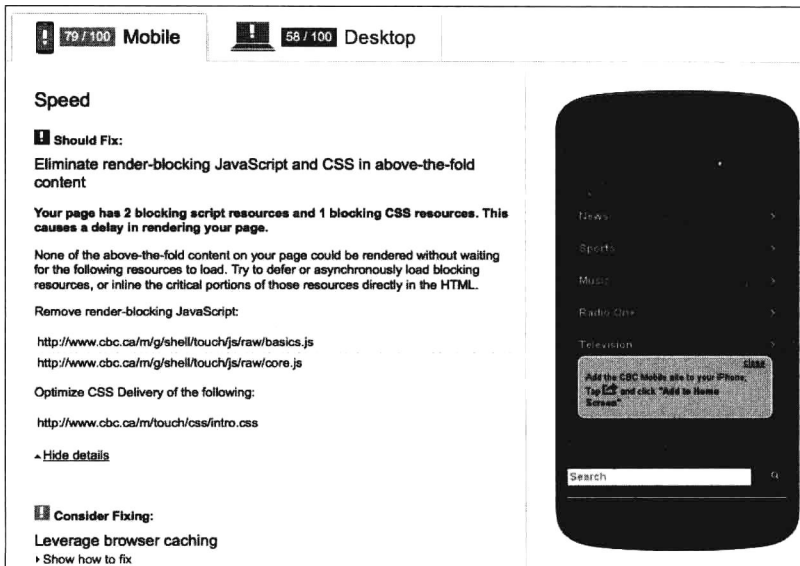 79 / 100 Mobile
58 / 100 Desktop
Speed
Should Fix:
Eliminate render-blocking JavaScript and CSS in above-the-fold
content
Your page has 2 blocking script resources and 1 blocking CSS resources. This
causes a delay in rendering your page.
None of the above-the-fold content on your page could be rendered without waiting
for the following resources to load. Try to defer or asynchronously load blocking
resources, or inline the critical portions of those resources directly in the HTML.
Remove render-blocking JavaScript:
http://www.cbc.ca/m/g/shell/touch/js/raw/basics.js
http://www.cbc.ca/m/g/shell/touch/js/raw/core.js
Optimize CSS Delivery of the following:
http://www.cbc.ca/m/touch/css/intro.css
Hide details
Consider Fixing:
Leverage browser caching
Show how to fix
News
Sports
Music
Radio One
Television
close
Add the CBC Mobile site to your iPhone,
Tap and click "Add to Home
Screen"
Search